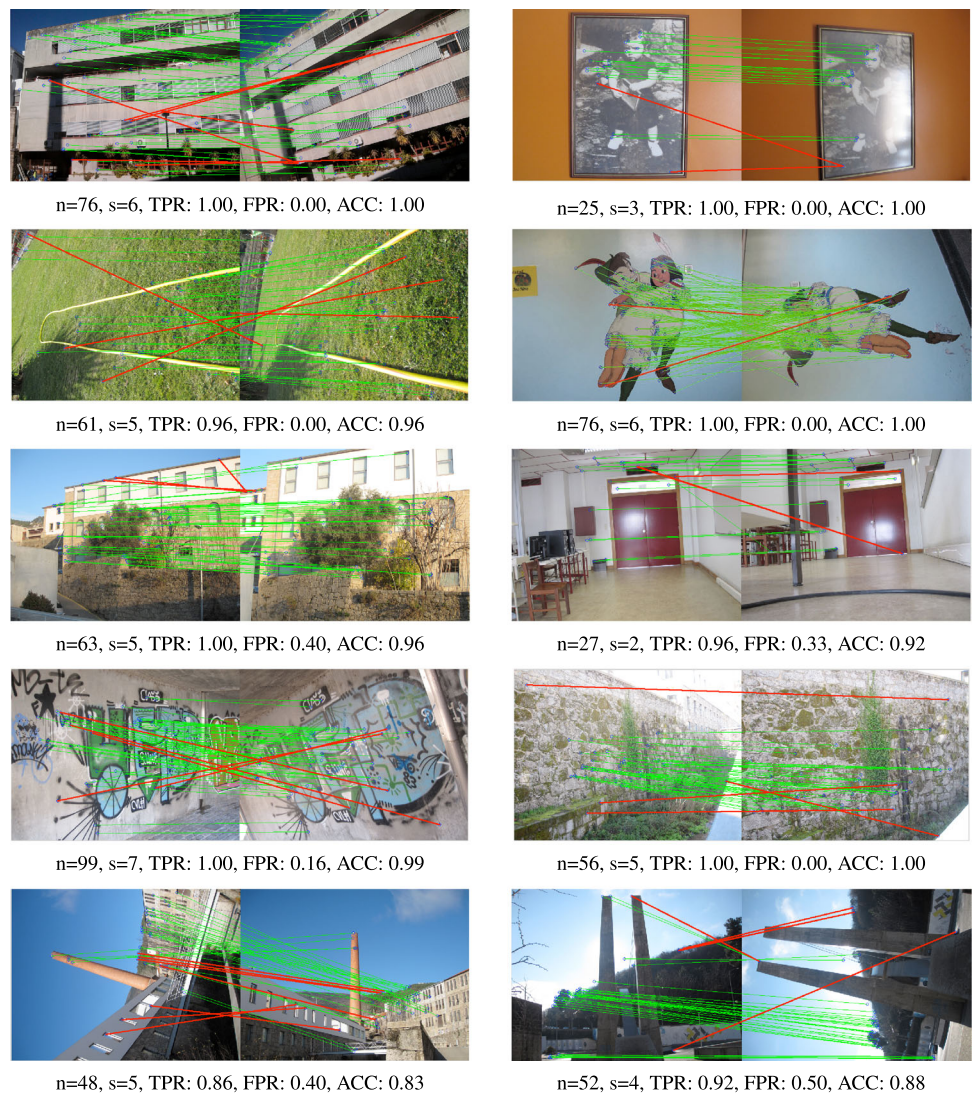 n=76, s=6, TPR: 1.00, FPR: 0.00, ACC: 1.00
n=25, s=3, TPR: 1.00, FPR: 0.00, ACC: 1.00
n=61, s=5, TPR: 0.96, FPR: 0.00, ACC: 0.96
n=76, s=6, TPR: 1.00, FPR: 0.00, ACC: 1.00
n=63, s=5, TPR: 1.00, FPR: 0.40, ACC: 0.96
n=27, s=2, TPR: 0.96, FPR: 0.33, ACC: 0.92
n=99, s=7, TPR: 1.00, FPR: 0.16, ACC: 0.99
n=56, s=5, TPR: 1.00, FPR: 0.00, ACC: 1.00
n=48, s=5, TPR: 0.86, FPR: 0.40, ACC: 0.83
n=52, s=4, TPR: 0.92, FPR: 0.50, ACC: 0.88